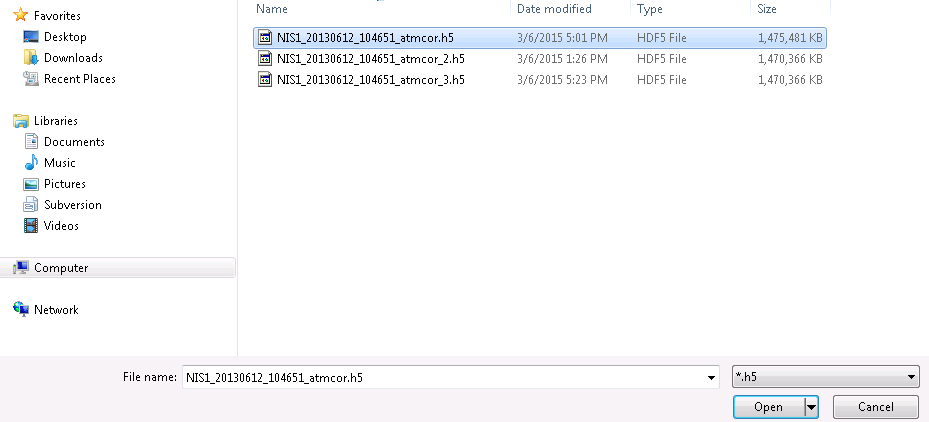 Favorites
Desktop
Downloads
Recent Places
Libraries
Documents
Music
Pictures
Subversion
Videos
Computer
Network
Name Date modified Type Size
NIS1_20130612_104651_atmcor.h5 3/6/2015 5:01 PM HDF5 File 1,475,481 KB
NIS1_20130612_104651_atmcor_2.h5 3/6/2015 1:26 PM HDF5 File 1,470,366 KB
NIS1_20130612_104651_atmcor_3.h5 3/6/2015 5:23 PM HDF5 File 1,470,366 KB
File name: NIS1_20130612_104651_atmcor.h5 *.h5
Open Cancel